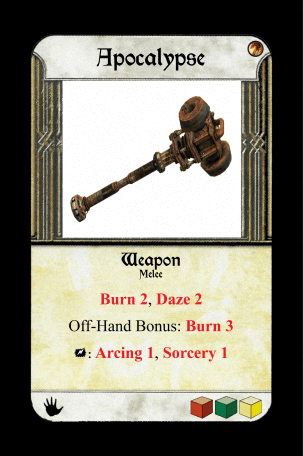 Apocalypse
Weapon
Melee
Burn 2, Daze 2
Off-Hand Bonus: Burn 3
: Arcing 1, Sorcery 1